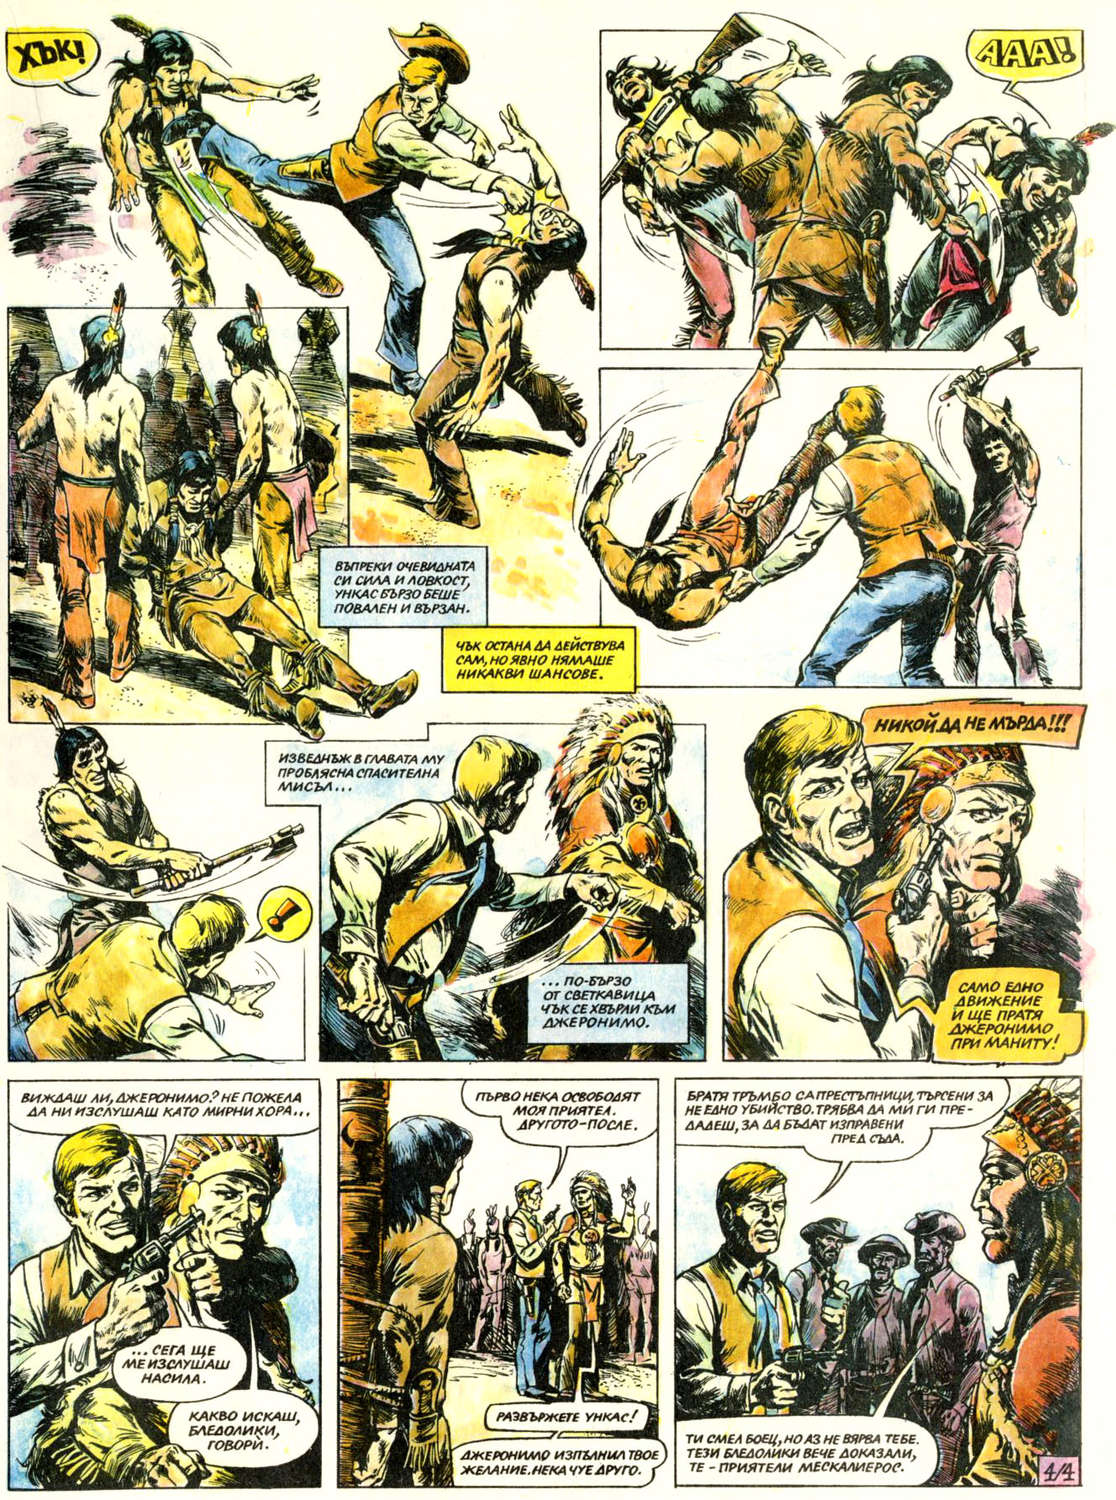 ХЪК!
ААА!
ВЪПРЕКИ ОЧЕВИДНАТА
СИ СИЛА И ЛОВКОСТ,
УНКАС БЪРЗО БЕШЕ
ПОВАЛЕН И ВЪРЗАН.
ЧЪК ОСТАНА ДА ДЕЙСТВУВА
САМ, НО ЯВНО НЯМАШЕ
НИКАКВИ ШАНСОВЕ.
!
ИЗВЕДНЪЖ В ГЛАВАТА МУ
ПРОБЛЯСНА СПАСИТЕЛНА
МИСЪЛ...
... ПО-БЪРЗО
ОТ СВЕТКАВИЦА
ЧЪК СЕ ХВЪРЛИ КЪМ
ДЖЕРОНИМО.
НИКОЙ ДА НЕ МЪРДА!!!
САМО ЕДНО
ДВИЖЕНИЕ
И ЩЕ ПРАТЯ
ДЖЕРОНИМО
ПРИ МАНИТУ!
ВИЖДАШ ЛИ, ДЖЕРОНИМО? НЕ ПОЖЕЛА
ДА НИ ИЗСЛУШАШ КАТО МИРНИ ХОРА...
... СЕГА ЩЕ
МЕ ИЗСЛУШАШ
НАСИЛА.
КАКВО ИСКАШ,
БЛЕДОЛИКИ,
ГОВОРИ.
ПЪРВО НЕКА ОСВОБОДЯТ
МОЯ ПРИЯТЕЛ.
ДРУГОТО-ПОСЛЕ.
РАЗВЪРЖЕТЕ УНКАС!
ДЖЕРОНИМО ИЗПЪЛНИЛ ТВОЕ
ЖЕЛАНИЕ. НЕКА ЧУЕ ДРУГО.
БРАТЯ ТРЪМБО СА ПРЕСТЪПНИЦИ, ТЪРСЕНИ ЗА
НЕ ЕДНО УБИЙСТВО. ТРЯБВА ДА МИ ГИ ПРЕ-
ДАДЕШ, ЗА ДА БЪДАТ ИЗПРАВЕНИ
ПРЕД СЪДА.
ТИ СМЕЛ БОЕЦ, НО АЗ НЕ ВЯРВА ТЕБЕ.
ТЕЗИ БЛЕДОЛИКИ ВЕЧЕ ДОКАЗАЛИ,
ТЕ - ПРИЯТЕЛИ МЕСКАЛИЕРОС.
4/4